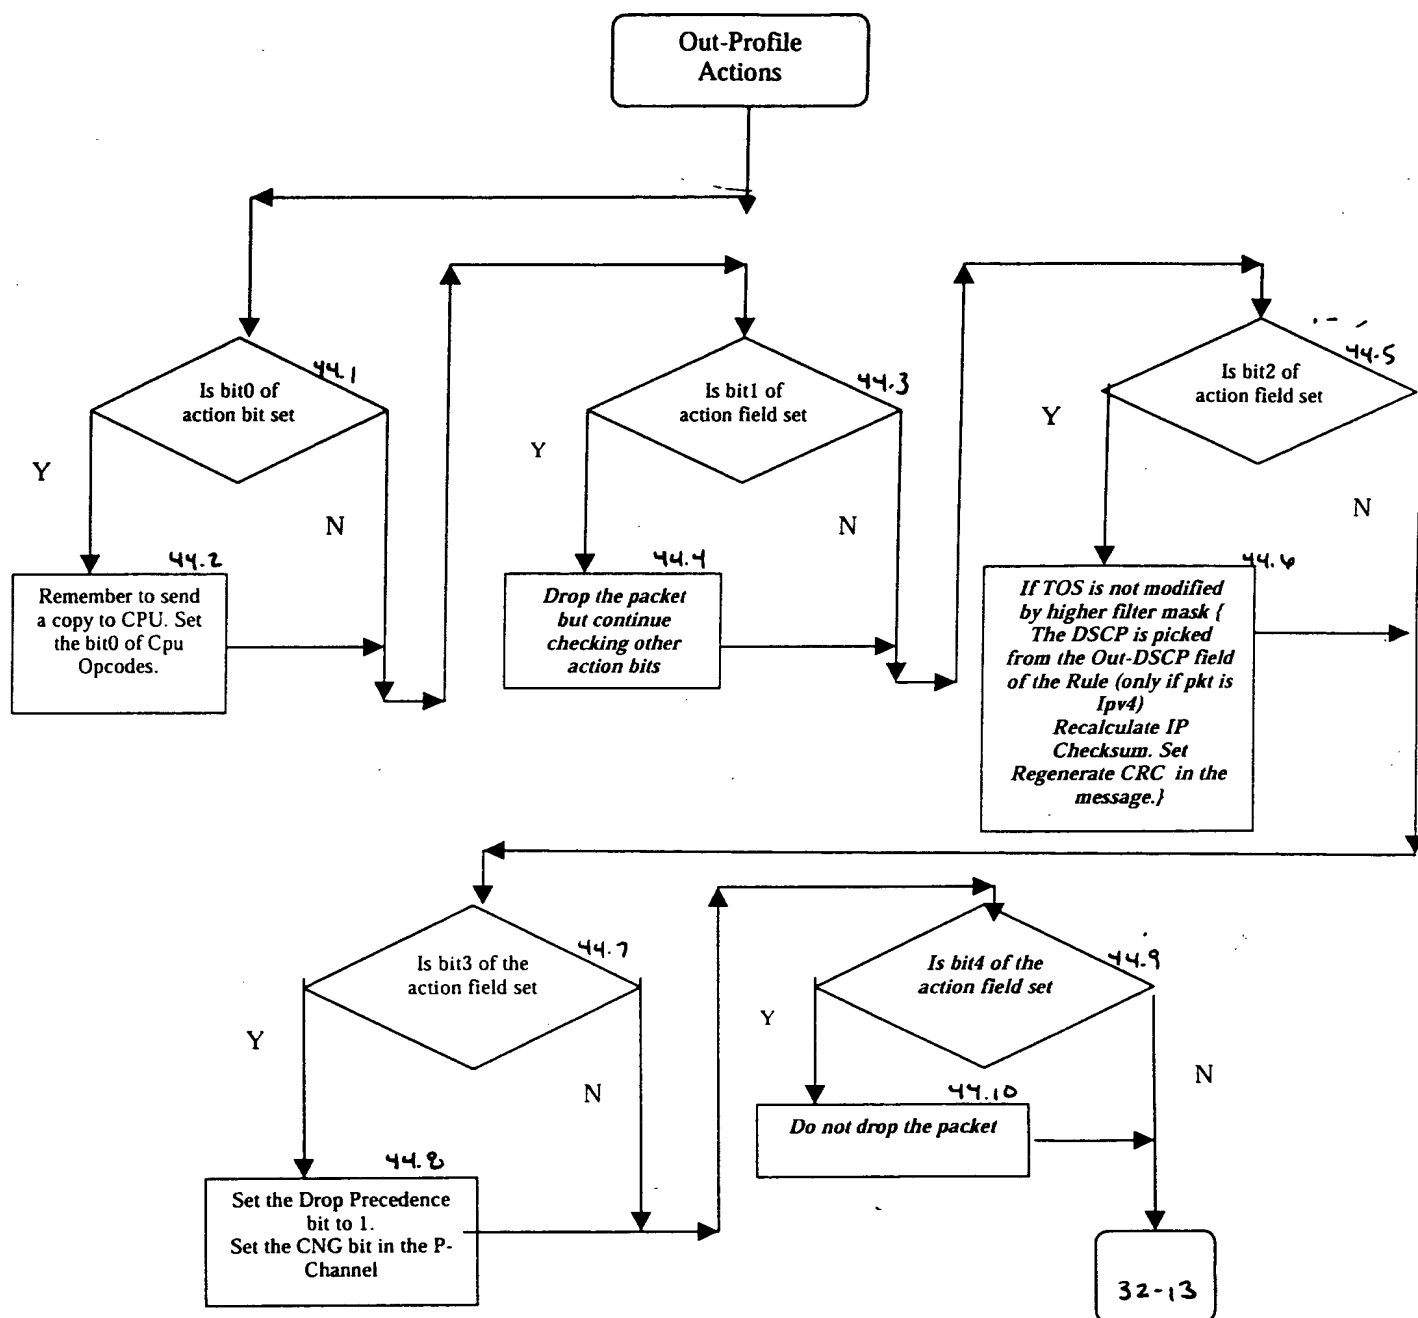 Out-Profile
Actions
44.1
Is bit0 of
action bit set
Y
N
44.2
Remember to send
a copy to CPU. Set
the bit0 of Cpu
Opcodes.
44.3
Is bit1 of
action field set
Y
N
44.4
Drop the packet
but continue
checking other
action bits
44.5
Is bit2 of
action field set
Y
N
44.6
If TOS is not modified
by higher filter mask {
The DSCP is picked
from the Out-DSCP field
of the Rule (only if pkt is
Ipv4)
Recalculate IP
Checksum. Set
Regenerate CRC in the
message.}
44.7
Is bit3 of the
action field set
Y
N
44.8
Set the Drop Precedence
bit to 1.
Set the CNG bit in the P-
Channel
44.9
Is bit4 of the
action field set
Y
N
44.10
Do not drop the packet
32-13